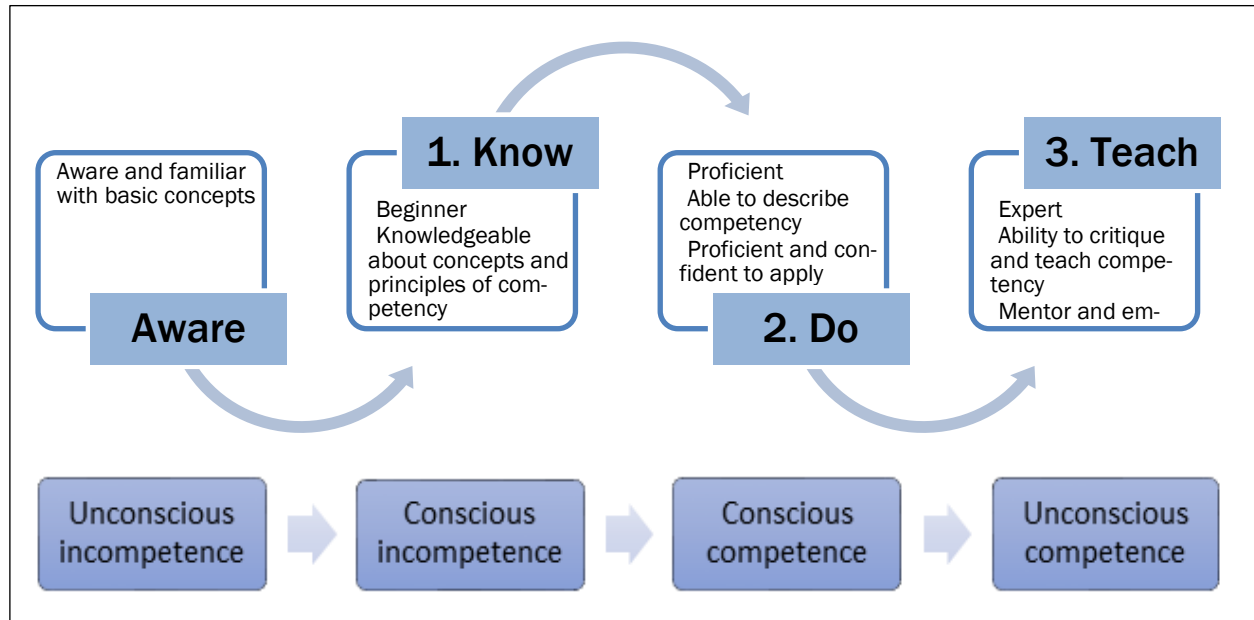 Aware and familiar
with basic concepts
Aware
1. Know
Beginner
Knowledgeable
about concepts and
principles of com-
petency
Proficient
Able to describe
competency
Proficient and con-
fident to apply
2. Do
3. Teach
Expert
Ability to critique
and teach compe-
tency
Mentor and em-
Unconscious
incompetence
Conscious
incompetence
Conscious
competence
Unconscious
competence